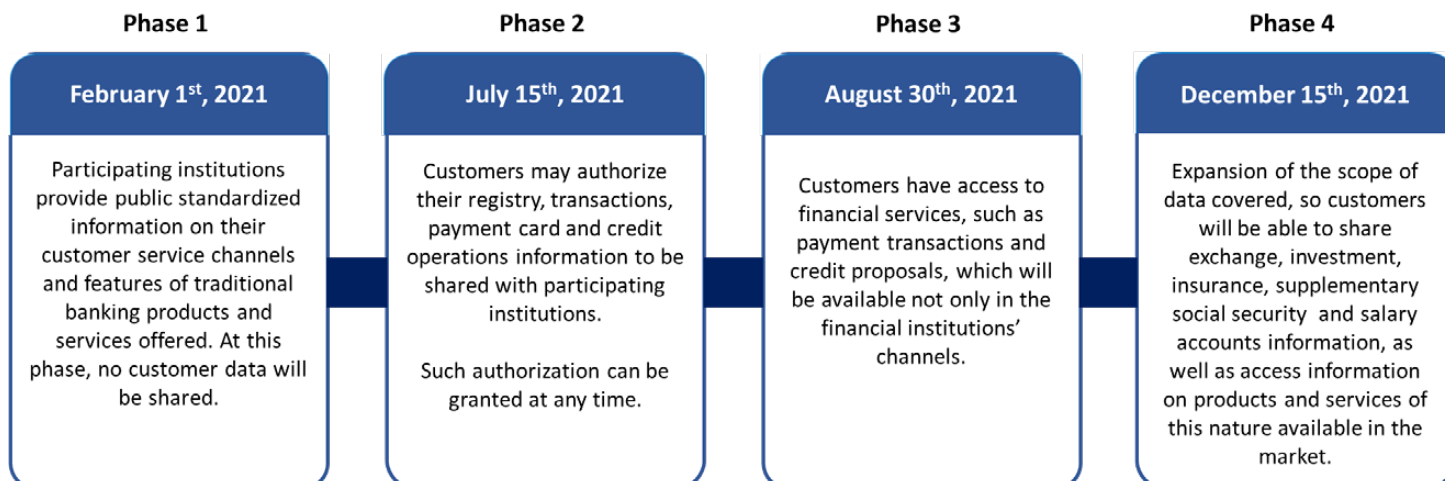 Phase 1
February 1st, 2021
Participating institutions
provide public standardized
information on their
customer service channels
and features of traditional
banking products and
services offered. At this
phase, no customer data will
be shared.
Phase 2
July 15th, 2021
Customers may authorize
their registry, transactions,
payment card and credit
operations information to be
shared with participating
institutions.
Such authorization can be
granted at any time.
Phase 3
August 30th, 2021
Customers have access to
financial services, such as
payment transactions and
credit proposals, which will
be available not only in the
financial institutions’
channels.
Phase 4
December 15th, 2021
Expansion of the scope of
data covered, so customers
will be able to share
exchange, investment,
insurance, supplementary
social security and salary
accounts information, as
well as access information
on products and services of
this nature available in the
market.